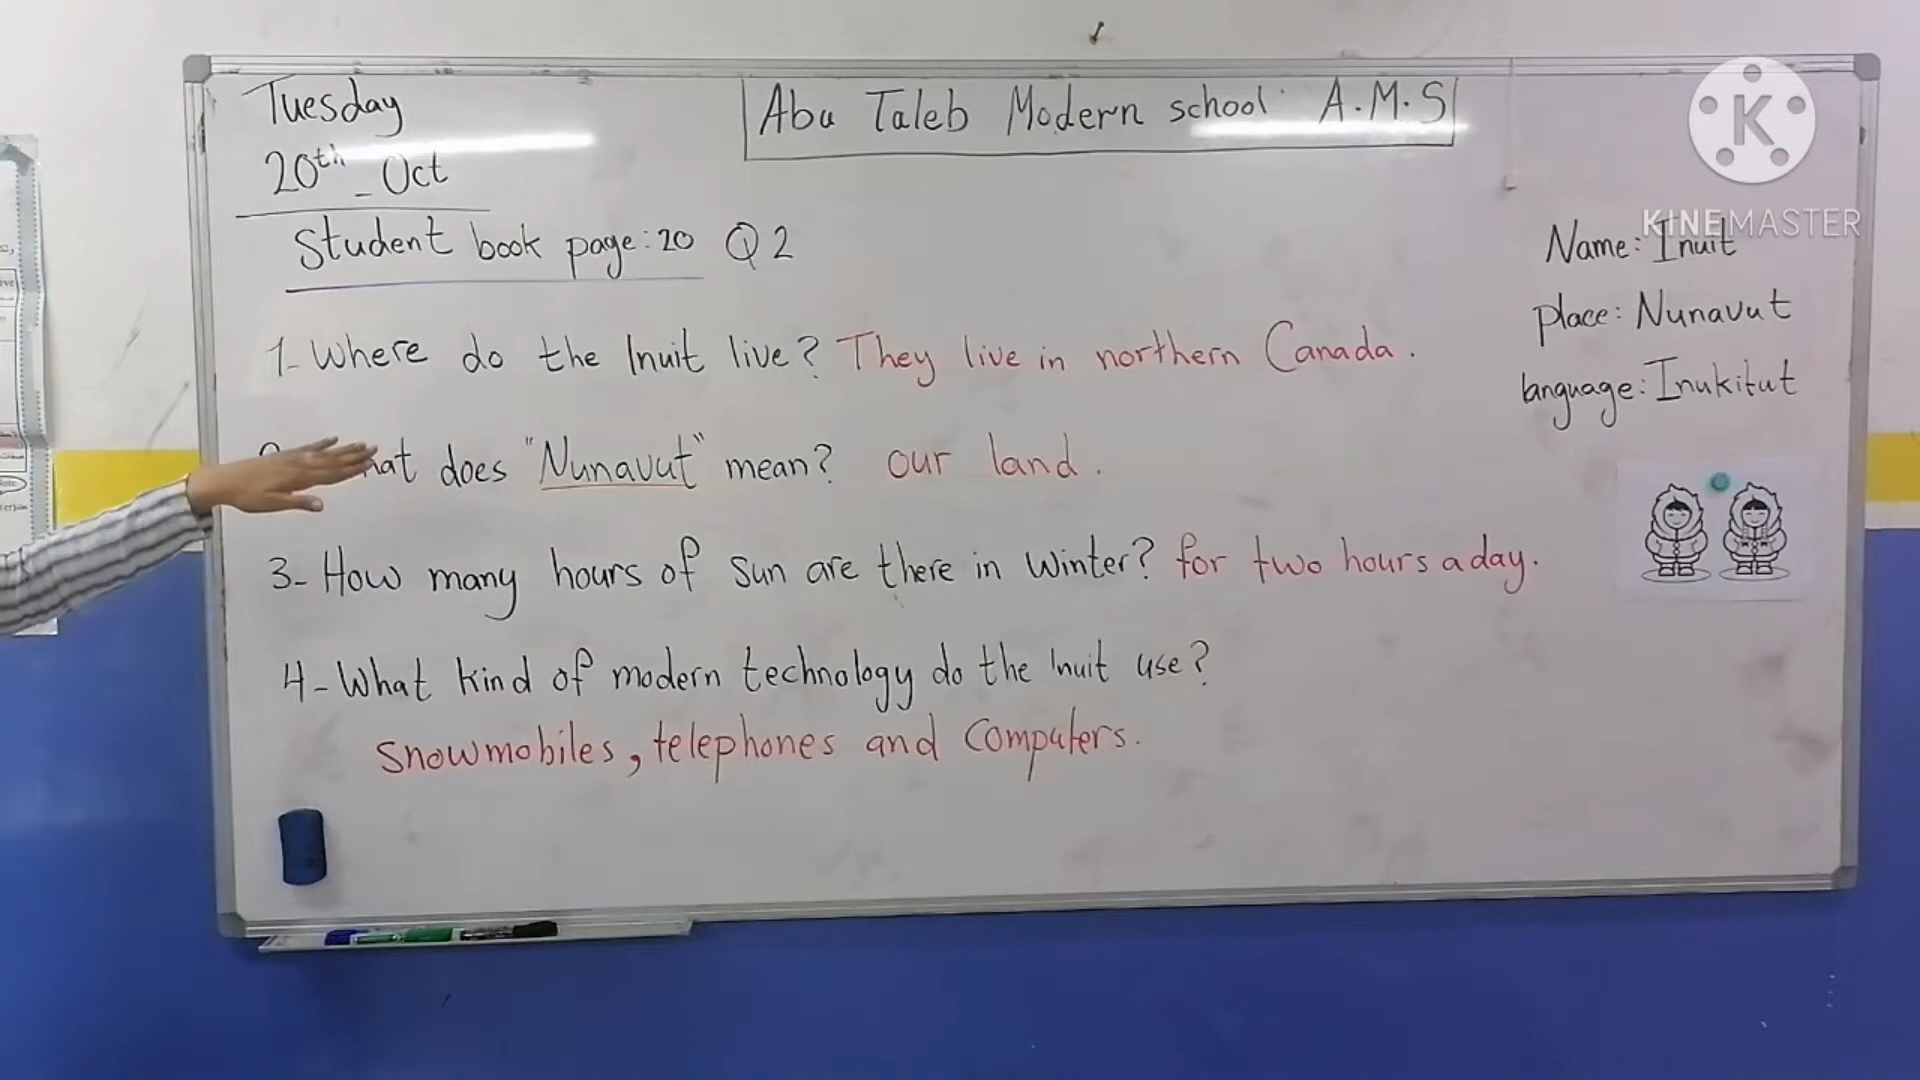 Tuesday
20th - Oct
Abu Taleb Modern school A.M.S
K
KINEMASTER
Student book page: 20 Q2
Name: Inuit
place: Nunavut
language: Inukitut
1- Where do the Inuit live? They live in northern Canada.
does "Nunavut" mean? our land.
3- How many hours of sun are there in winter? for two hours a day.
4- What kind of modern technology do the Inuit use?
Snowmobiles, telephones and Computers.